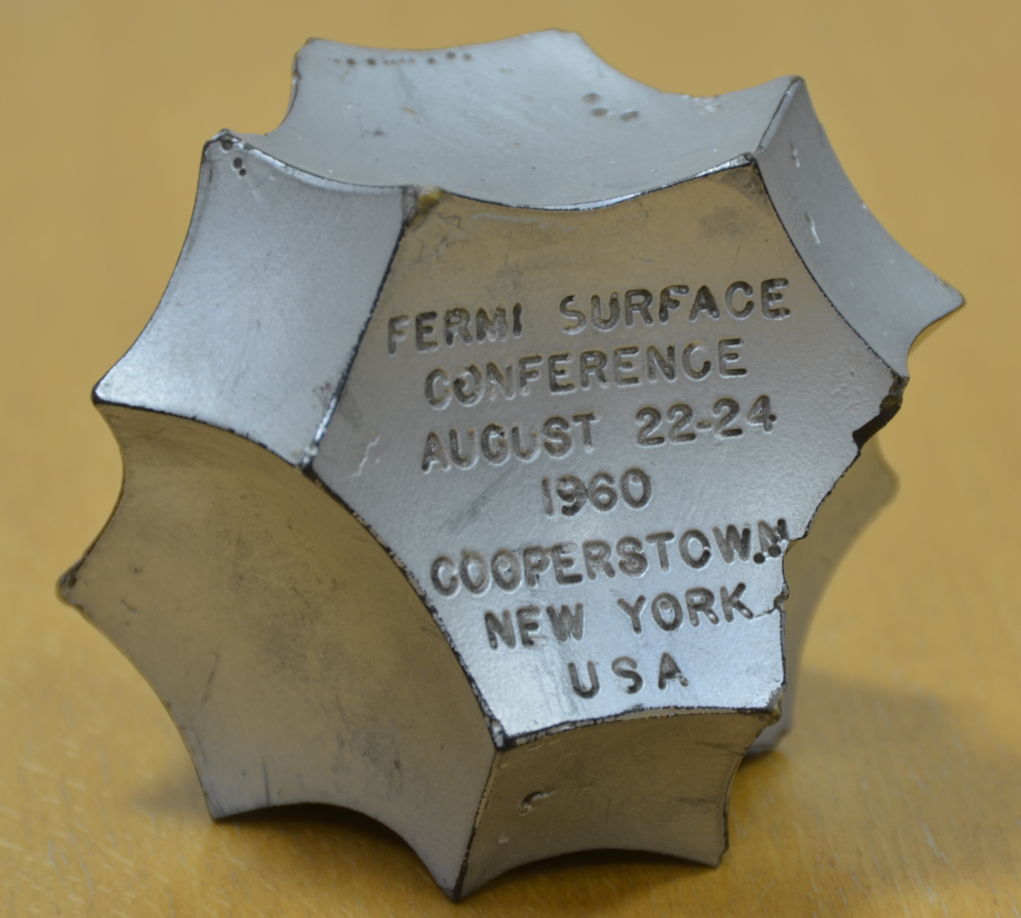 FERMI SURFACE
CONFERENCE
AUGUST 22-24
1960
COOPERSTOWN
NEW YORK
USA